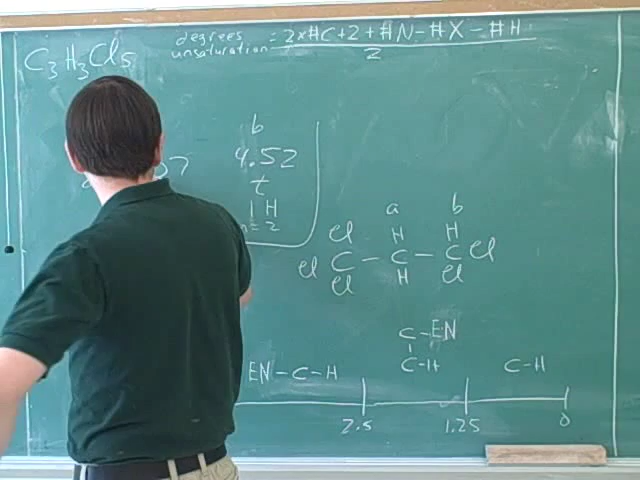 C3H3Cl5
degrees unsaturation = 2x#C+2+#N-#X-#H
2
b
4.52
t
1H
n=2
a b
Cl H H
Cl C - C - C Cl
Cl H Cl
C-EN
EN-C-H C-H C-H
2.5 1.25 0